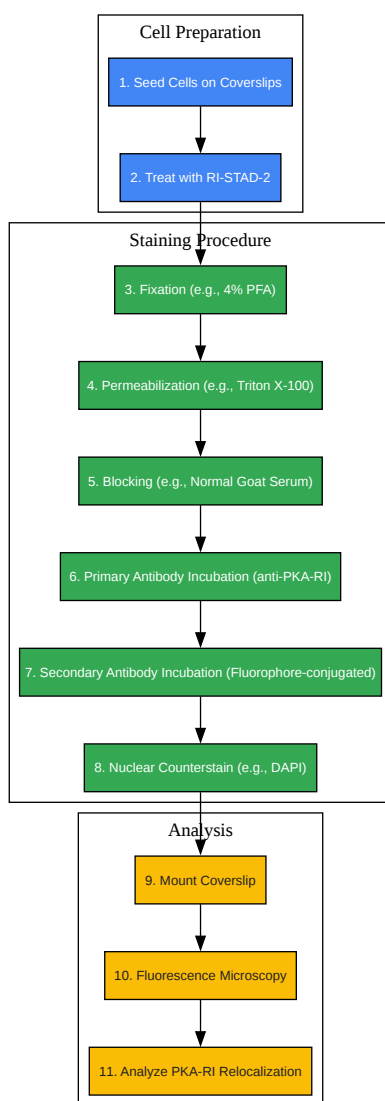 Cell Preparation
1. Seed Cells on Coverslips
2. Treat with RI-STAD-2
Staining Procedure
3. Fixation (e.g., 4% PFA)
4. Permeabilization (e.g., Triton X-100)
5. Blocking (e.g., Normal Goat Serum)
6. Primary Antibody Incubation (anti-PKA-RI)
7. Secondary Antibody Incubation (Fluorophore-conjugated)
8. Nuclear Counterstain (e.g., DAPI)
Analysis
9. Mount Coverslip
10. Fluorescence Microscopy
11. Analyze PKA-RI Relocalization